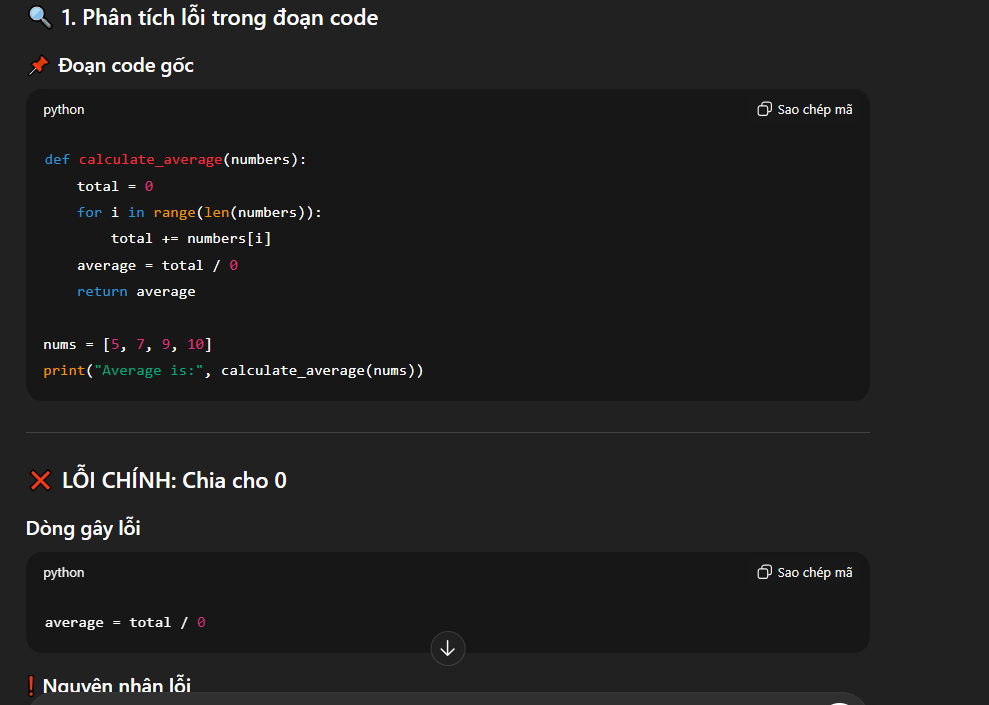 🔍 1. Phân tích lỗi trong đoạn code
📌 Đoạn code gốc
python
Sao chép mã
def calculate_average(numbers):
    total = 0
    for i in range(len(numbers)):
        total += numbers[i]
    average = total / 0
    return average

nums = [5, 7, 9, 10]
print("Average is:", calculate_average(nums))
❌ LỖI CHÍNH: Chia cho 0
Dòng gây lỗi
python
Sao chép mã
average = total / 0
❗ Nguyên nhân lỗi